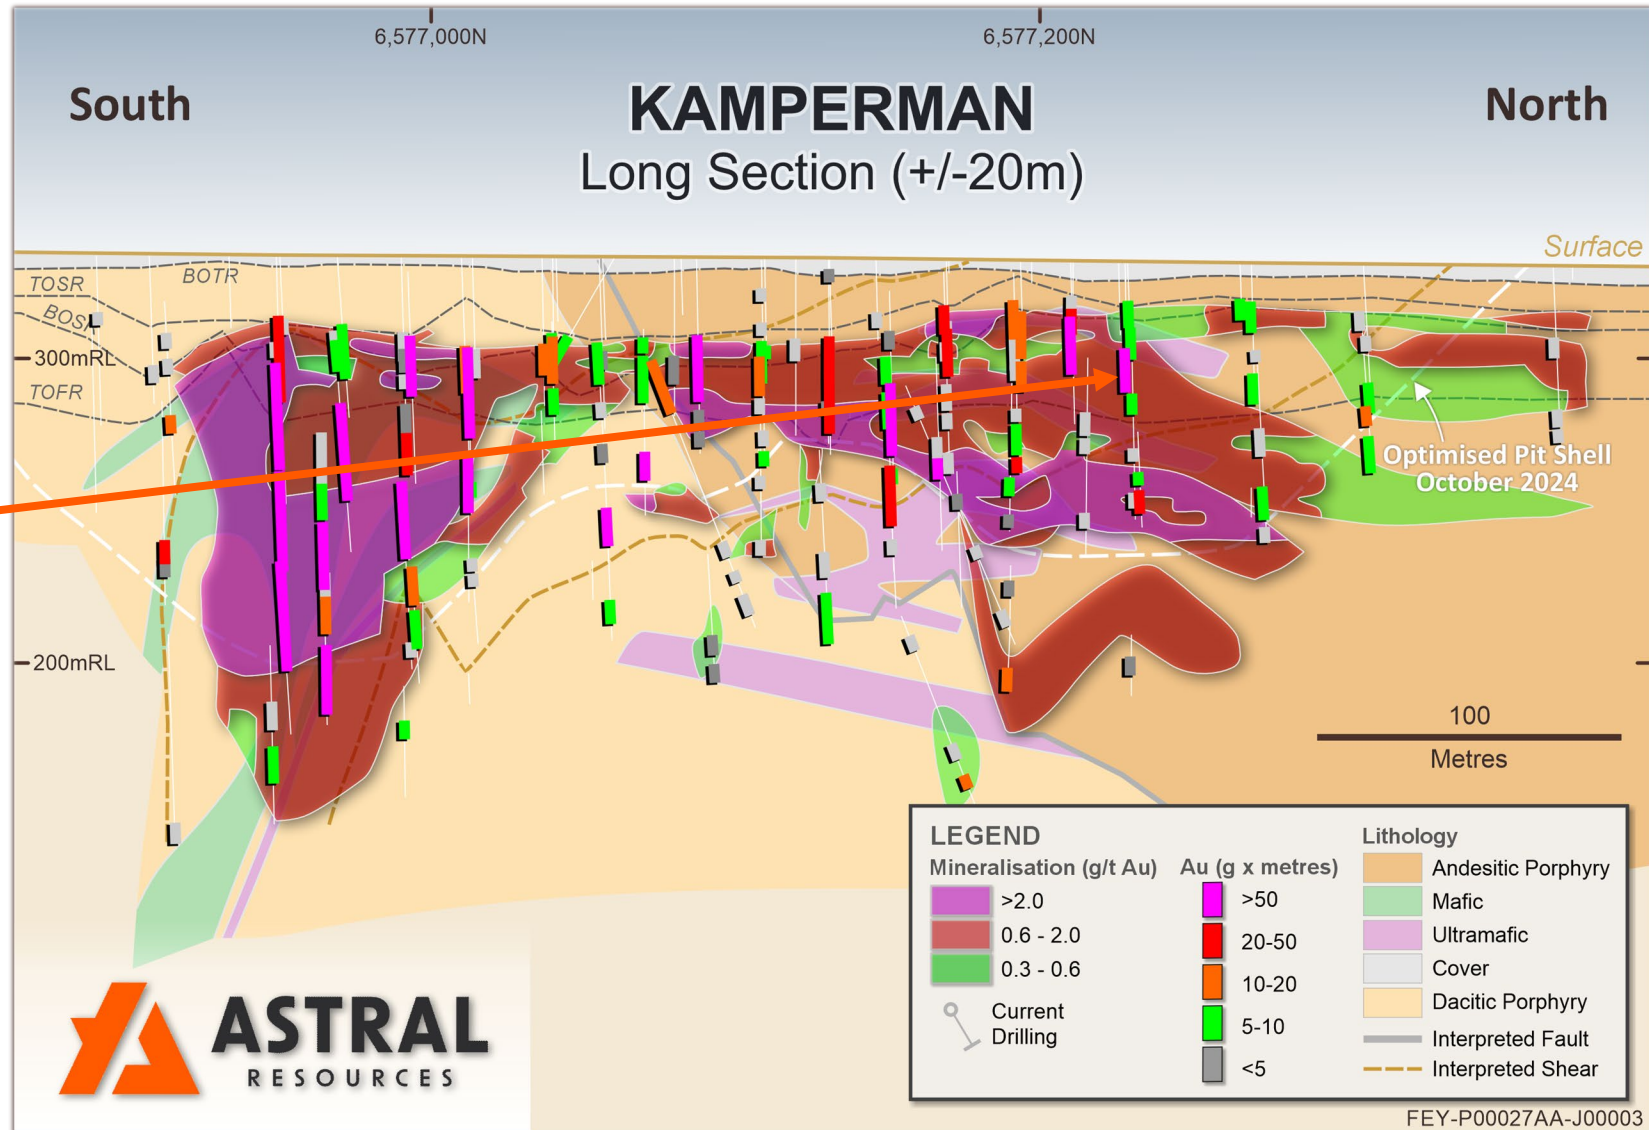 6,577,000N
6,577,200N
South
KAMPERMAN
North
Long Section (+/-20m)
Surface
TOSR
BOTR
300mRL
TOFR
Optimised Pit Shell
October 2024
200mRL
100
Metres
LEGEND
Mineralisation (g/t Au)
>2.0
0.6 - 2.0
0.3 - 0.6
Current
Drilling
Au (g x metres)
>50
20-50
10-20
5-10
<5
Lithology
Andesitic Porphyry
Mafic
Ultramafic
Cover
Dacitic Porphyry
Interpreted Fault
Interpreted Shear
ASTRAL
RESOURCES
FEY-P00027AA-J00003